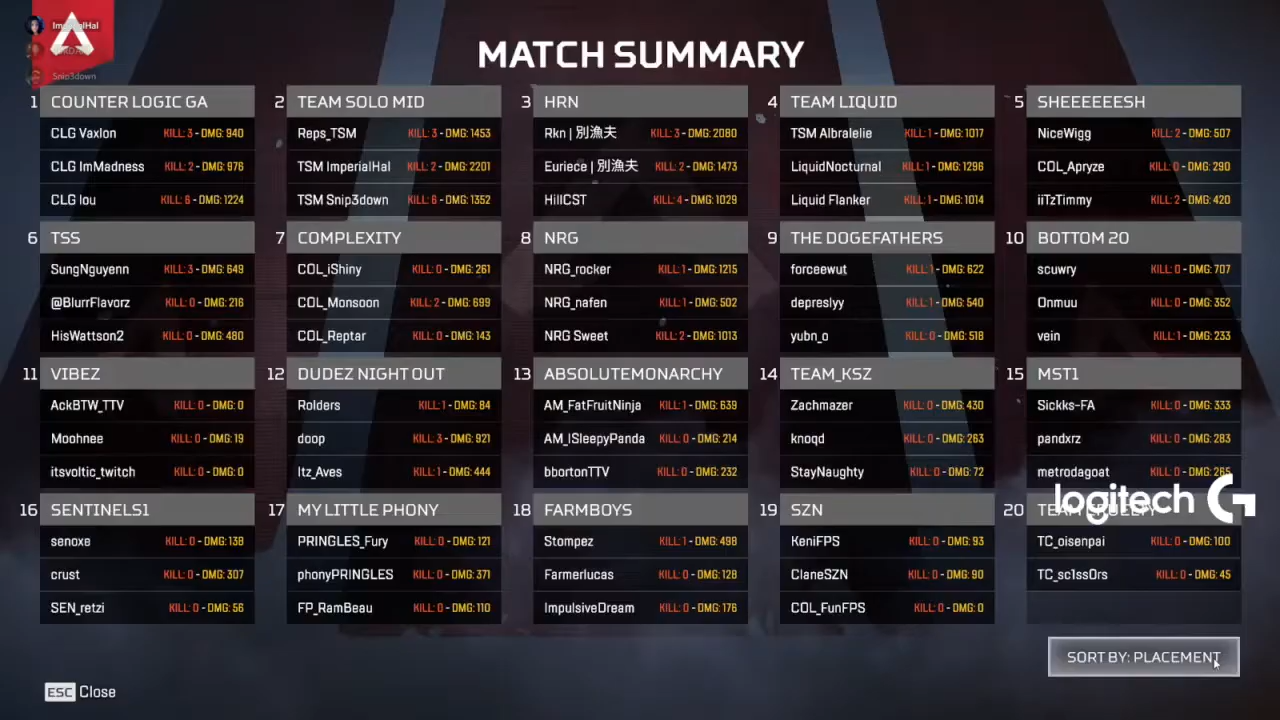 ImperialHal
Snip3down
MATCH SUMMARY
1 COUNTER LOGIC GA
CLG Vaxlon KILL: 3 - DMG: 940
CLG ImMadness KILL: 2 - DMG: 976
CLG lou KILL: 6 - DMG: 1224
2 TEAM SOLO MID
Reps_TSM KILL: 3 - DMG: 1453
TSM ImperialHal KILL: 2 - DMG: 2201
TSM Snip3down KILL: 6 - DMG: 1352
3 HRN
Rkn | 別漁夫 KILL: 3 - DMG: 2080
Euriece | 別漁夫 KILL: 2 - DMG: 1473
HillCST KILL: 4 - DMG: 1029
4 TEAM LIQUID
TSM Albralelie KILL: 1 - DMG: 1017
LiquidNocturnal KILL: 1 - DMG: 1296
Liquid Flanker KILL: 1 - DMG: 1014
5 SHEEEEEESH
NiceWigg KILL: 2 - DMG: 507
COL_Apryze KILL: 0 - DMG: 290
iiTzTimmy KILL: 2 - DMG: 420
6 TSS
SungNguyenn KILL: 3 - DMG: 649
@BlurrFlavorz KILL: 0 - DMG: 216
HisWattson2 KILL: 0 - DMG: 480
7 COMPLEXITY
COL_iShiny KILL: 0 - DMG: 261
COL_Monsoon KILL: 2 - DMG: 699
COL_Reptar KILL: 0 - DMG: 143
8 NRG
NRG_rocker KILL: 1 - DMG: 1215
NRG_nafen KILL: 1 - DMG: 502
NRG Sweet KILL: 2 - DMG: 1013
9 THE DOGEFATHERS
forceewut KILL: 1 - DMG: 622
depreslyy KILL: 1 - DMG: 540
yubn_o KILL: 0 - DMG: 518
10 BOTTOM 20
scuwry KILL: 0 - DMG: 707
Onmuu KILL: 0 - DMG: 352
vein KILL: 1 - DMG: 233
11 VIBEZ
AckBTW_TTV KILL: 0 - DMG: 0
Moohnee KILL: 0 - DMG: 19
itsvoltic_twitch KILL: 0 - DMG: 0
12 DUDEZ NIGHT OUT
Rolders KILL: 1 - DMG: 84
doop KILL: 3 - DMG: 921
Itz_Aves KILL: 1 - DMG: 444
13 ABSOLUTEMONARCHY
AM_FatFruitNinja KILL: 1 - DMG: 639
AM_ISleepyPanda KILL: 0 - DMG: 214
bbortonTTV KILL: 0 - DMG: 232
14 TEAM_KSZ
Zachmazer KILL: 0 - DMG: 430
knoqd KILL: 0 - DMG: 263
StayNaughty KILL: 0 - DMG: 72
15 MST1
Sickks-FA KILL: 0 - DMG: 333
pandxrz KILL: 0 - DMG: 283
metrodagoat KILL: 0 - DMG: 265
16 SENTINELS1
senoxe KILL: 0 - DMG: 138
crust KILL: 0 - DMG: 307
SEN_retzi KILL: 0 - DMG: 56
17 MY LITTLE PHONY
PRINGLES_Fury KILL: 0 - DMG: 121
phonyPRINGLES KILL: 0 - DMG: 371
FP_RamBeau KILL: 0 - DMG: 110
18 FARMBOYS
Stompez KILL: 1 - DMG: 498
Farmerlucas KILL: 0 - DMG: 128
ImpulsiveDream KILL: 0 - DMG: 176
19 SZN
KeniFPS KILL: 0 - DMG: 93
ClaneSZN KILL: 0 - DMG: 90
COL_FunFPS KILL: 0 - DMG: 0
20 TEAM
TC_oisenpai KILL: 0 - DMG: 100
TC_sc1ss0rs KILL: 0 - DMG: 45
logitech G
SORT BY: PLACEMENT
ESC Close